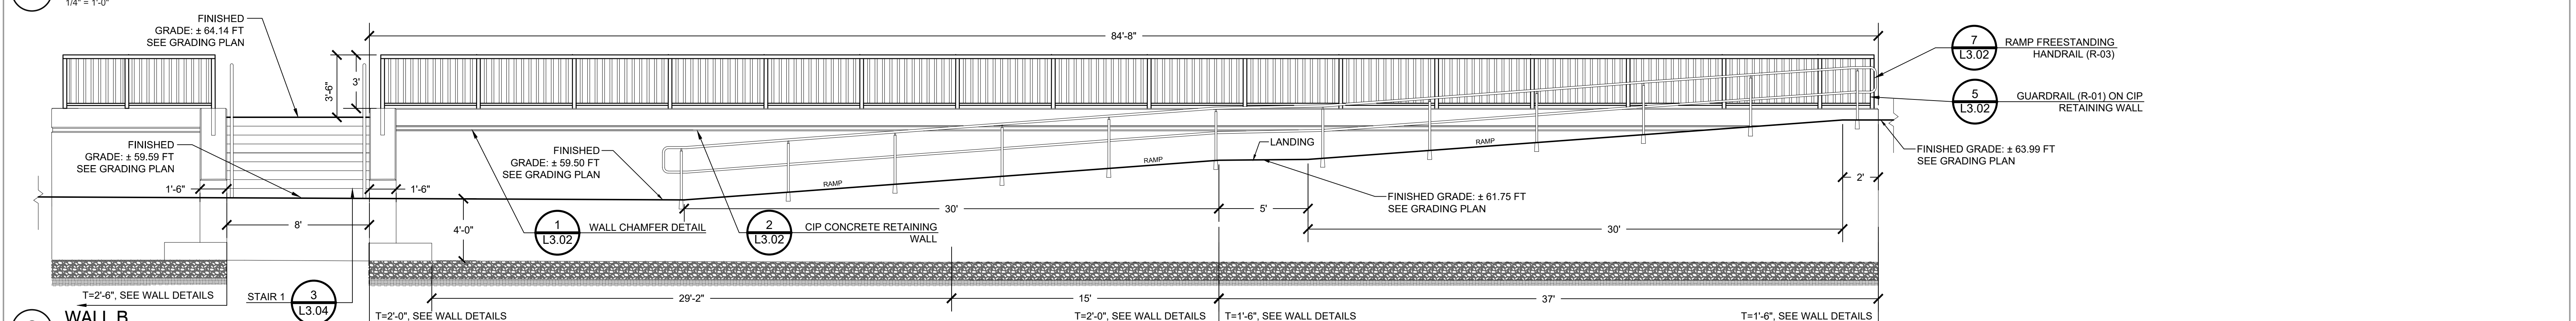 1/4" = 1'-0"
FINISHED
GRADE: ± 64.14 FT
SEE GRADING PLAN
84'-8"
3'-6"
3'
7
L3.02
RAMP FREESTANDING
HANDRAIL (R-03)
5
L3.02
GUARDRAIL (R-01) ON CIP
RETAINING WALL
FINISHED
GRADE: ± 59.59 FT
SEE GRADING PLAN
FINISHED
GRADE: ± 59.50 FT
SEE GRADING PLAN
LANDING
RAMP
RAMP
RAMP
FINISHED GRADE: ± 63.99 FT
SEE GRADING PLAN
FINISHED GRADE: ± 61.75 FT
SEE GRADING PLAN
1'-6"
1'-6"
2'
30'
5'
30'
8'
4'-0"
1
L3.02
WALL CHAMFER DETAIL
2
L3.02
CIP CONCRETE RETAINING
WALL
T=2'-6", SEE WALL DETAILS
STAIR 1
3
L3.04
29'-2"
15'
37'
WALL B
T=2'-0", SEE WALL DETAILS
T=2'-0", SEE WALL DETAILS
T=1'-6", SEE WALL DETAILS
T=1'-6", SEE WALL DETAILS